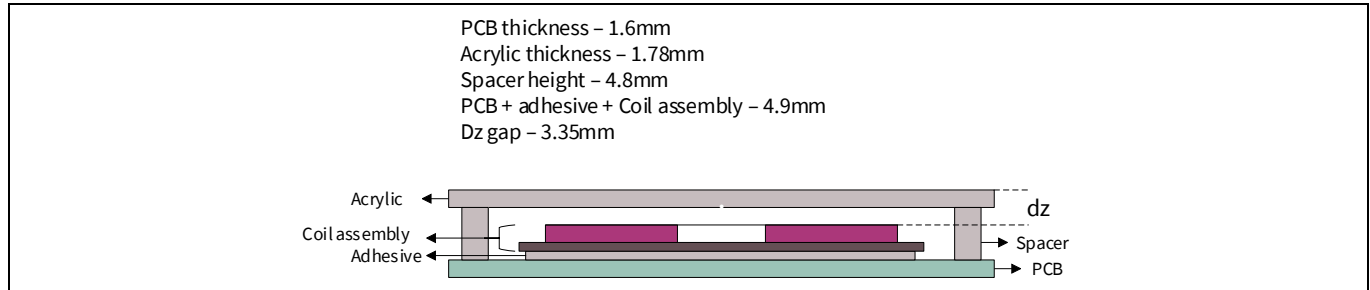 PCB thickness – 1.6mm
Acrylic thickness – 1.78mm
Spacer height – 4.8mm
PCB + adhesive + Coil assembly – 4.9mm
Dz gap – 3.35mm
Acrylic
dz
Coil assembly
Spacer
Adhesive
PCB